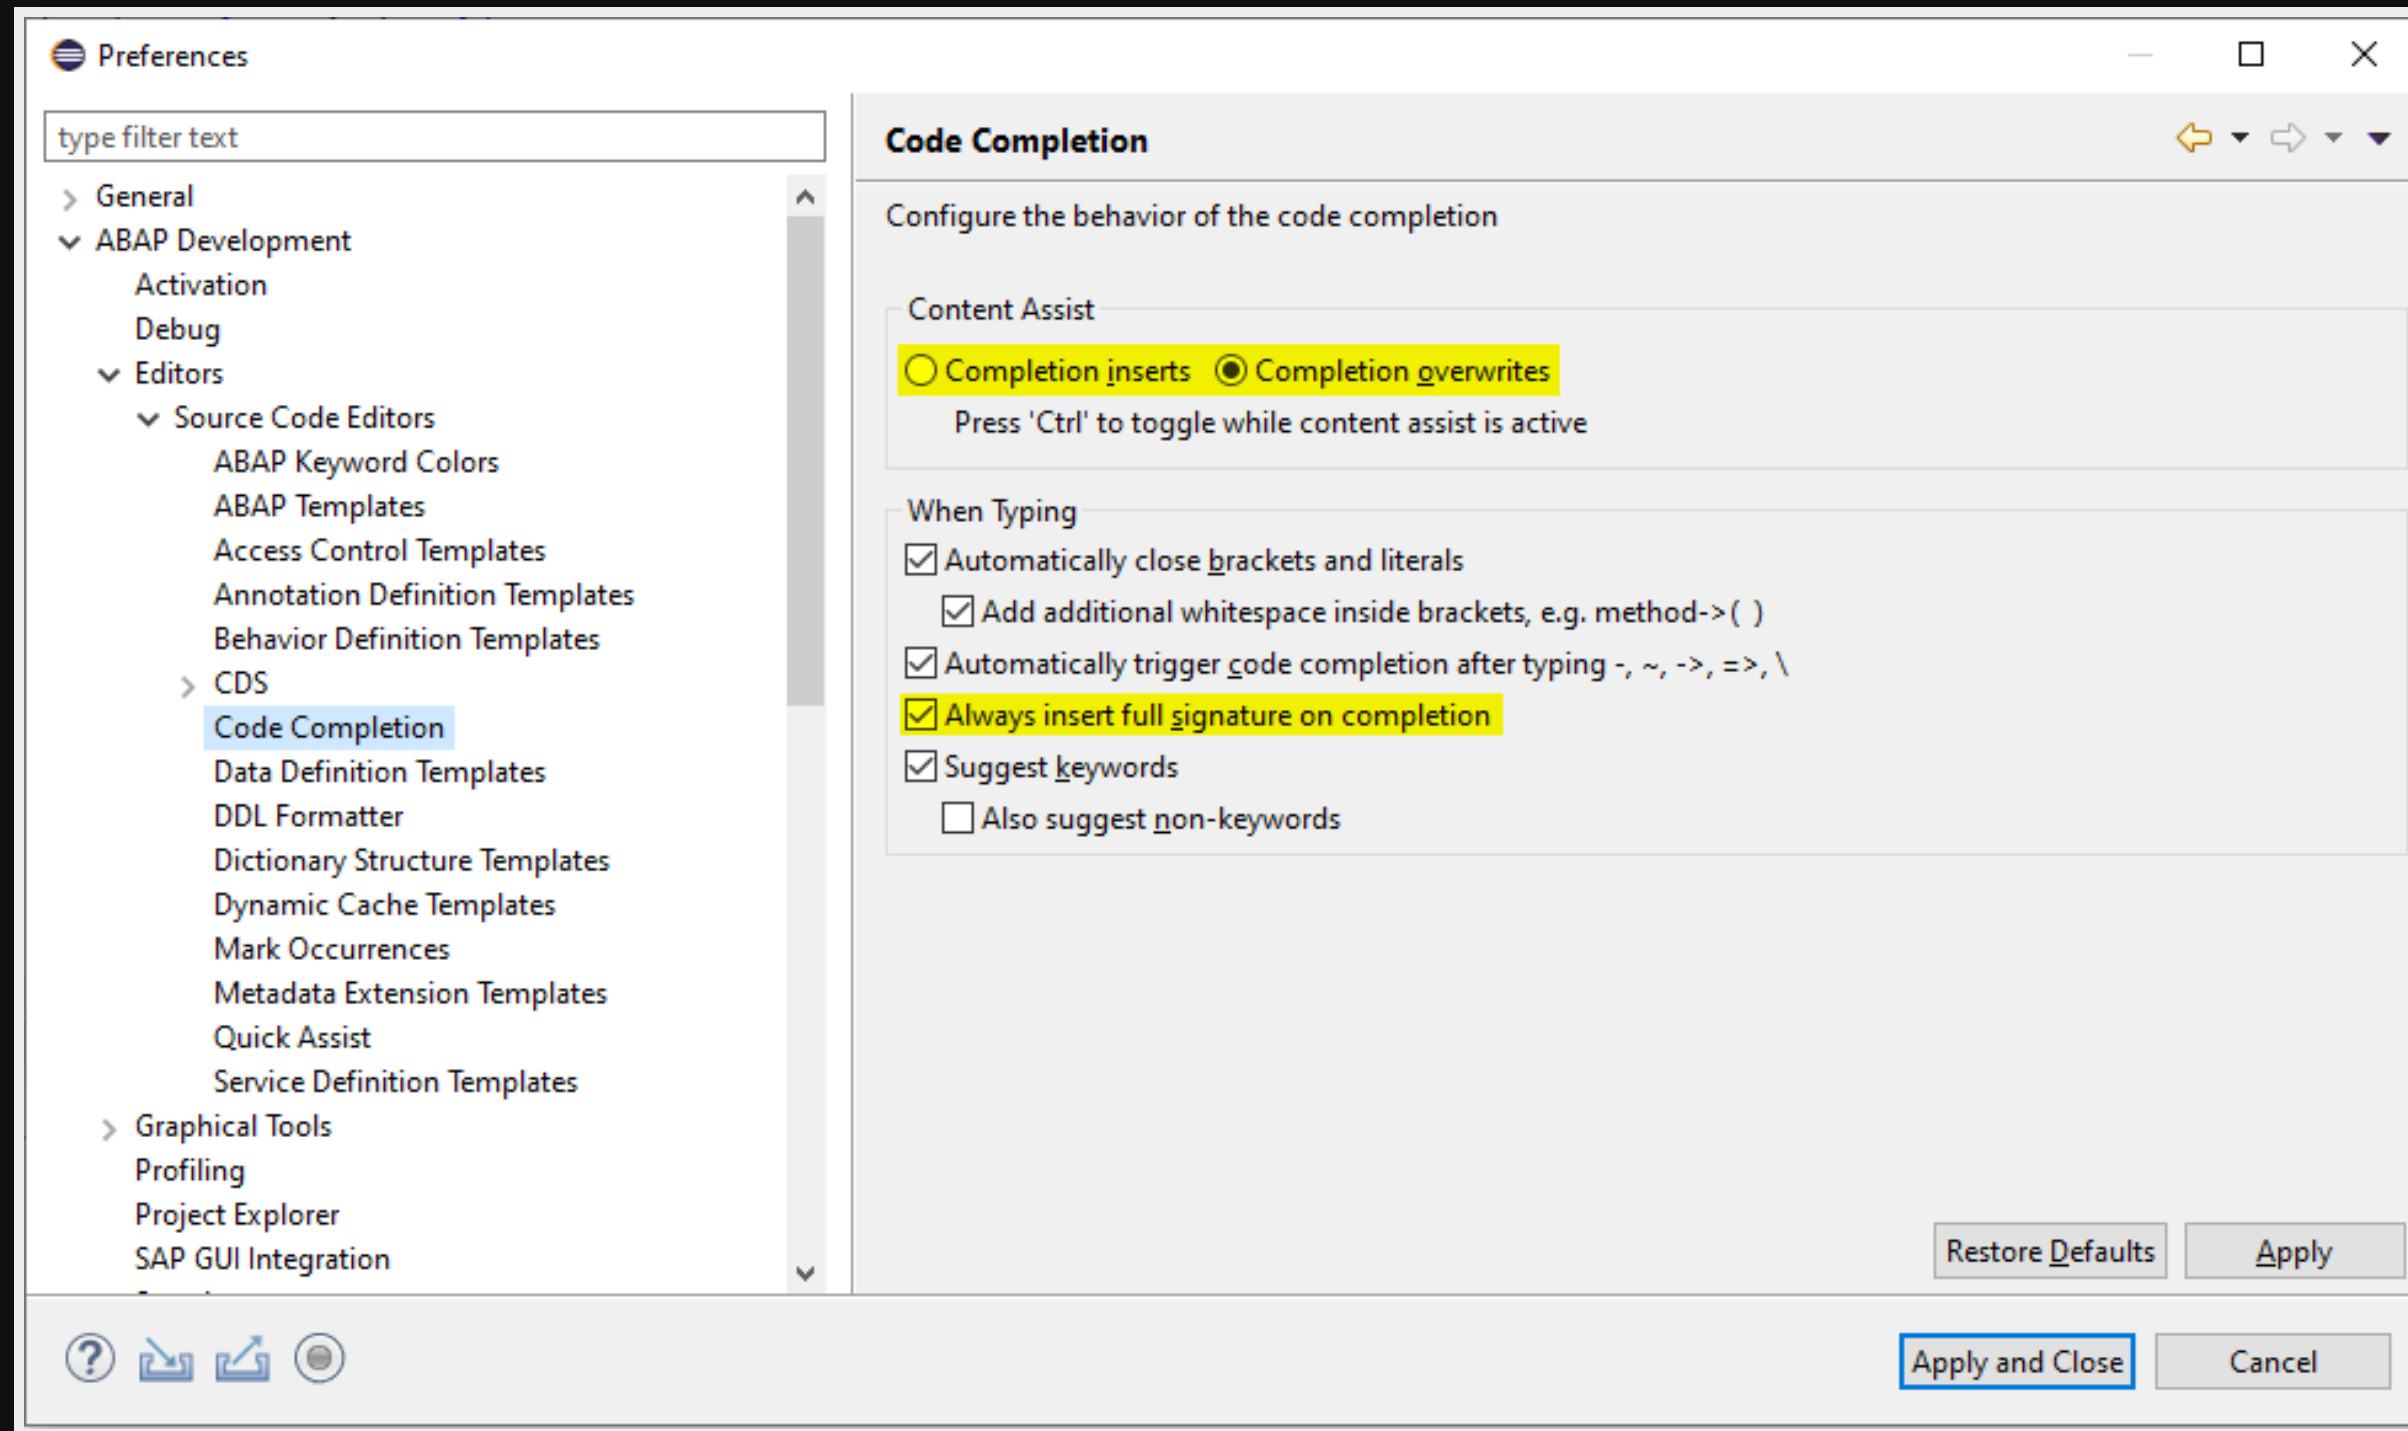 Preferences
type filter text
General
ABAP Development
Activation
Debug
Editors
Source Code Editors
ABAP Keyword Colors
ABAP Templates
Access Control Templates
Annotation Definition Templates
Behavior Definition Templates
CDS
Code Completion
Data Definition Templates
DDL Formatter
Dictionary Structure Templates
Dynamic Cache Templates
Mark Occurrences
Metadata Extension Templates
Quick Assist
Service Definition Templates
Graphical Tools
Profiling
Project Explorer
SAP GUI Integration
Code Completion
Configure the behavior of the code completion
Content Assist
Completion inserts Completion overwrites
Press 'Ctrl' to toggle while content assist is active
When Typing
Automatically close brackets and literals
Add additional whitespace inside brackets, e.g. method->( )
Automatically trigger code completion after typing -, ~, ->, =>, \
Always insert full signature on completion
Suggest keywords
Also suggest non-keywords
Restore Defaults Apply
Apply and Close Cancel